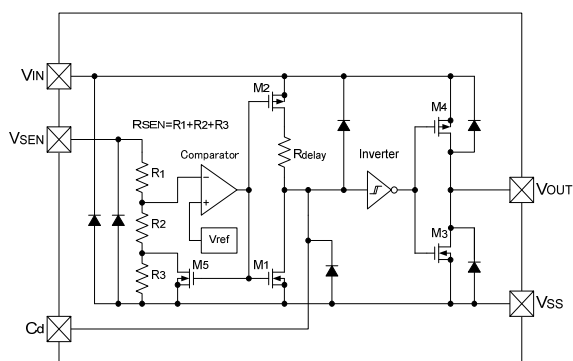 VIN
M2
M4
RSEN=R1+R2+R3
VSEN
Comparator
Rdelay
Inverter
R1
−
+
VOUT
R2
Vref
M3
M5
M1
R3
VSS
Cd